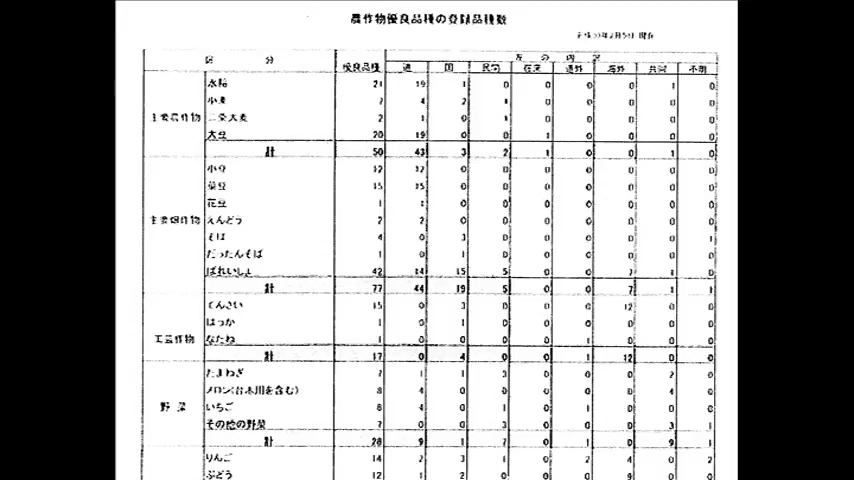 農作物優良品種の登録品種数
区 分 優良品種 左の内訳
道 国 民間 在来 道外 海外 共同 不明
主要農作物
水稲 21 19 1 0 0 0 0 1 0
小麦 7 4 2 1 0 0 0 0 0
二条大麦 2 1 0 1 0 0 0 0 0
大豆 20 19 0 0 1 0 0 0 0
計 50 43 3 2 1 0 0 1 0
主要畑作物
小豆 12 12 0 0 0 0 0 0 0
菜豆 15 15 0 0 0 0 0 0 0
花豆 1 1 0 0 0 0 0 0 0
えんどう 2 2 0 0 0 0 0 0 0
そば 4 0 3 0 0 0 0 0 1
だったんそば 1 0 1 0 0 0 0 0 0
ばれいしょ 42 14 15 5 0 0 7 1 0
計 77 44 19 5 0 0 7 1 1
工芸作物
てんさい 15 0 3 0 0 0 12 0 0
はっか 1 0 1 0 0 0 0 0 0
なたね 1 0 0 0 0 1 0 0 0
計 17 0 4 0 0 1 12 0 0
野菜
たまねぎ 7 1 1 3 0 0 0 2 0
メロン(台木用を含む) 8 4 0 0 0 0 0 4 0
いちご 6 4 0 1 0 1 0 0 0
その他の野菜 7 0 0 3 0 0 0 3 1
計 28 9 1 7 0 1 0 9 1
りんご 14 2 3 1 0 2 4 0 2
ぶどう 12 1 2 0 0 0 9 0 0